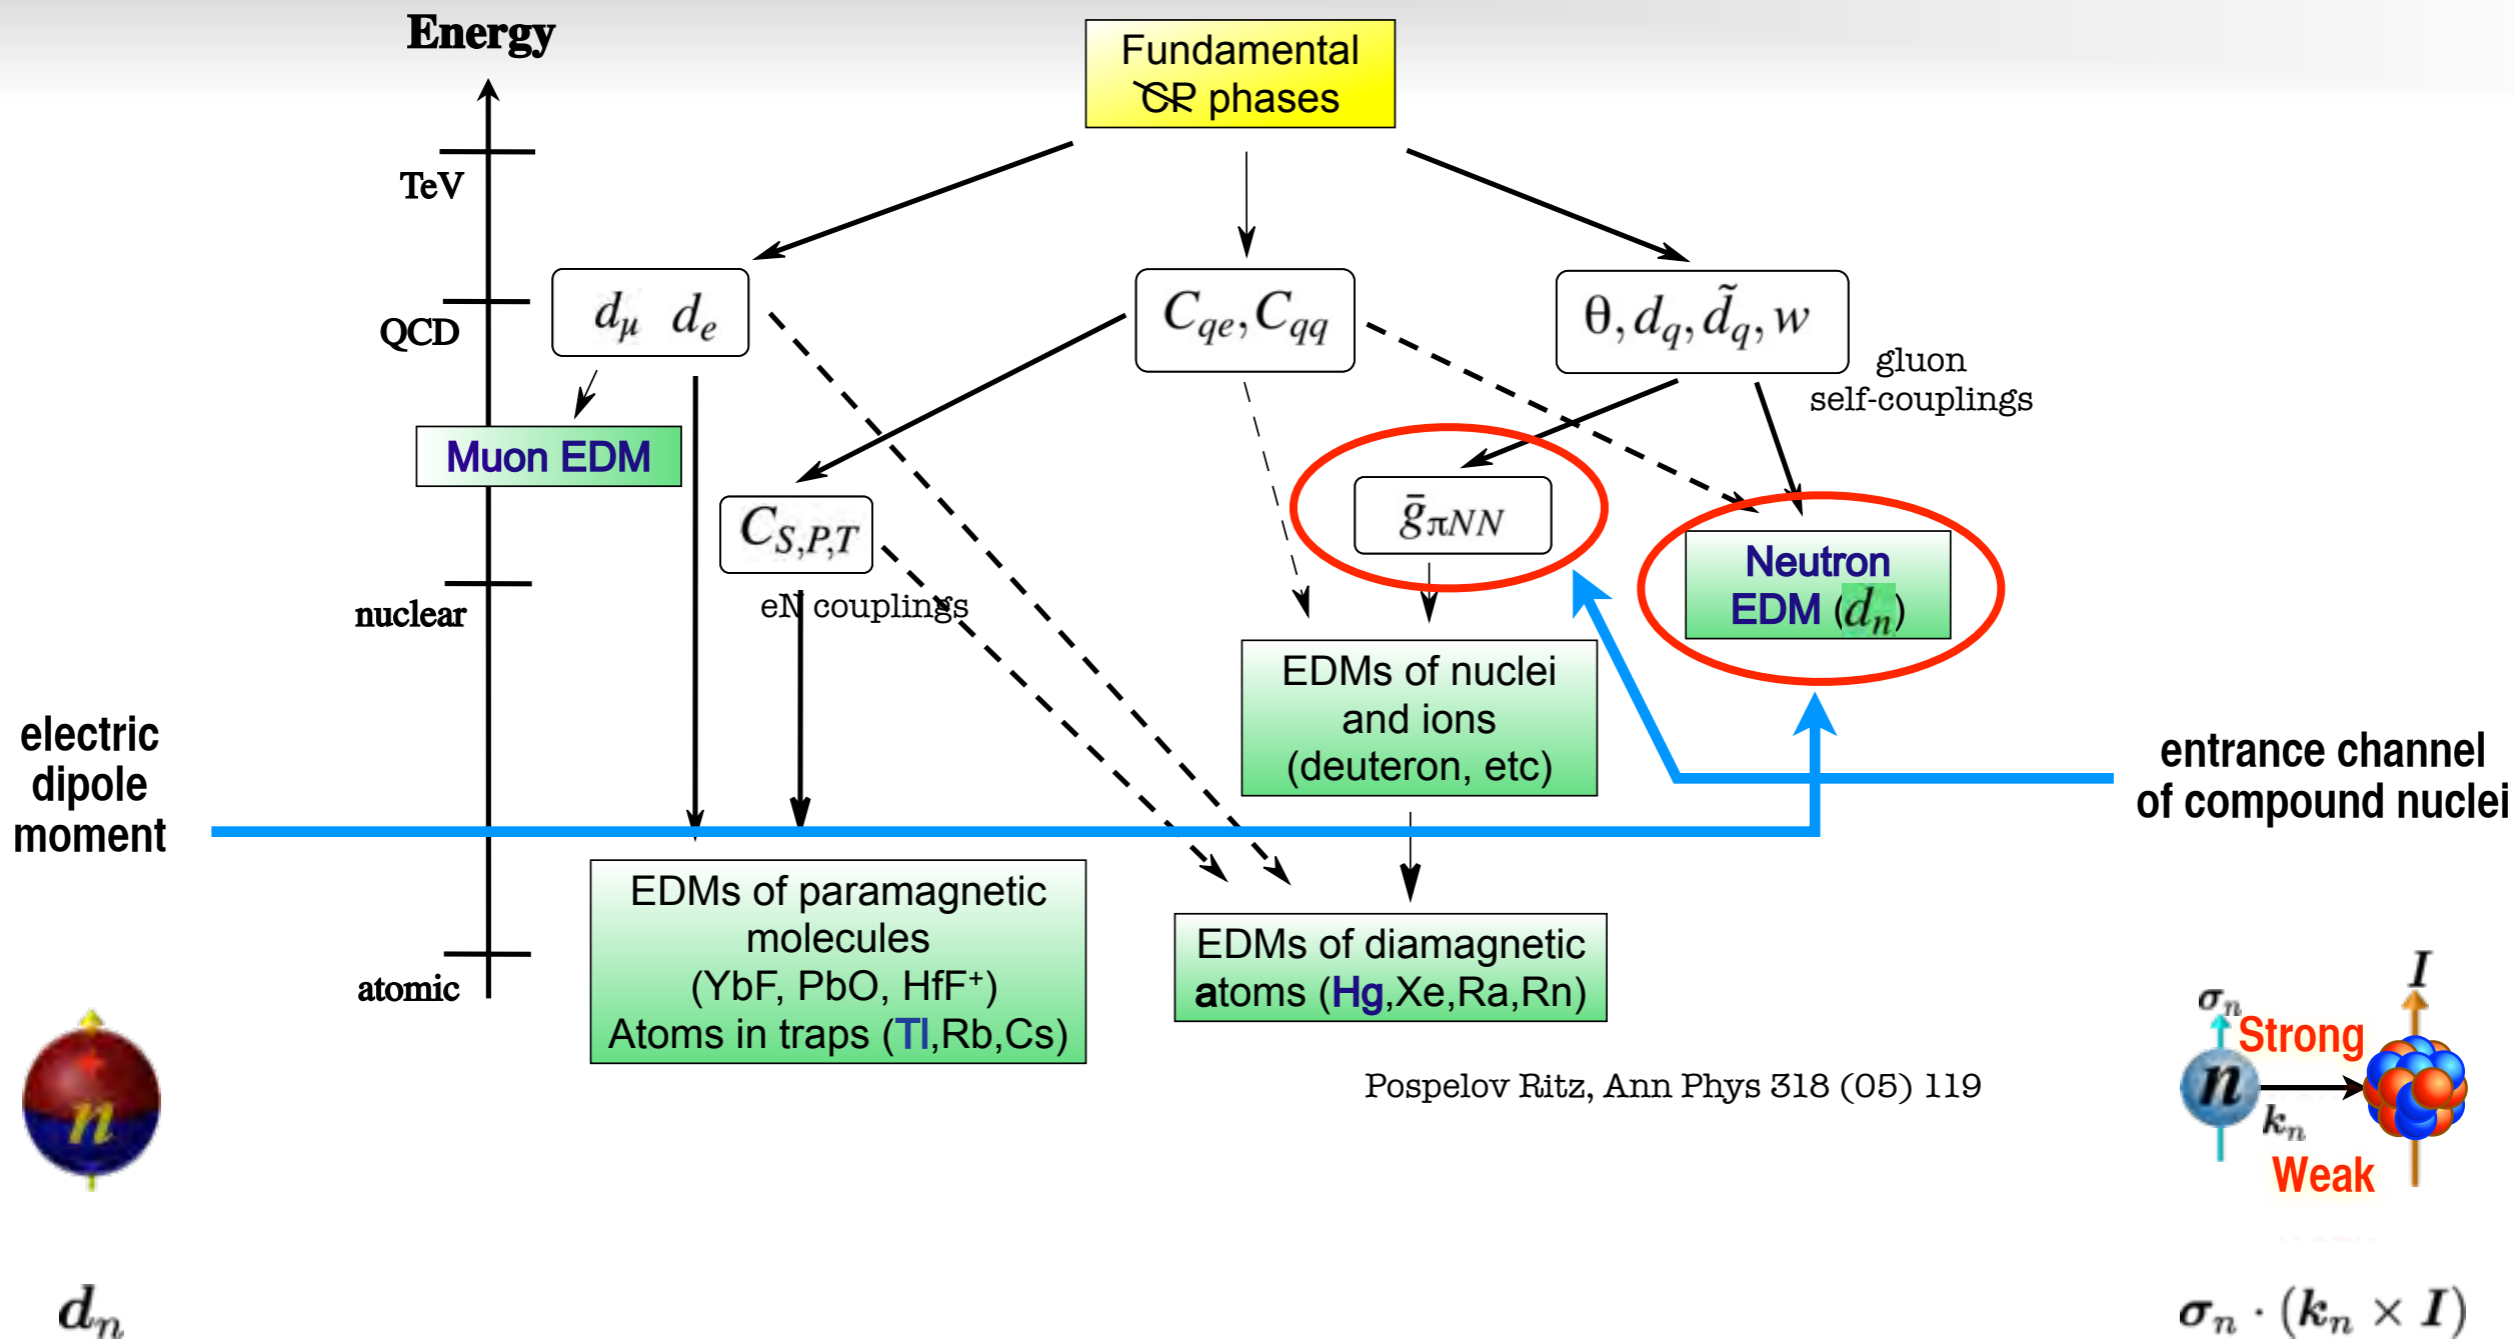 Energy
Fundamental
C̸P̸ phases
TeV
QCD
nuclear
atomic
dμ de
Cqe, Cqq
θ, dq, d̃q, w
gluon
self-couplings
Muon EDM
CS,P,T
eN couplings
ḡπNN
Neutron
EDM (dn)
EDMs of nuclei
and ions
(deuteron, etc)
electric
dipole
moment
entrance channel
of compound nuclei
EDMs of paramagnetic
molecules
(YbF, PbO, HfF⁺)
Atoms in traps (Tl,Rb,Cs)
EDMs of diamagnetic
atoms (Hg,Xe,Ra,Rn)
Pospelov Ritz, Ann Phys 318 (05) 119
n
σn
I
Strong
n
kn
Weak
dn
σn · (kn × I)